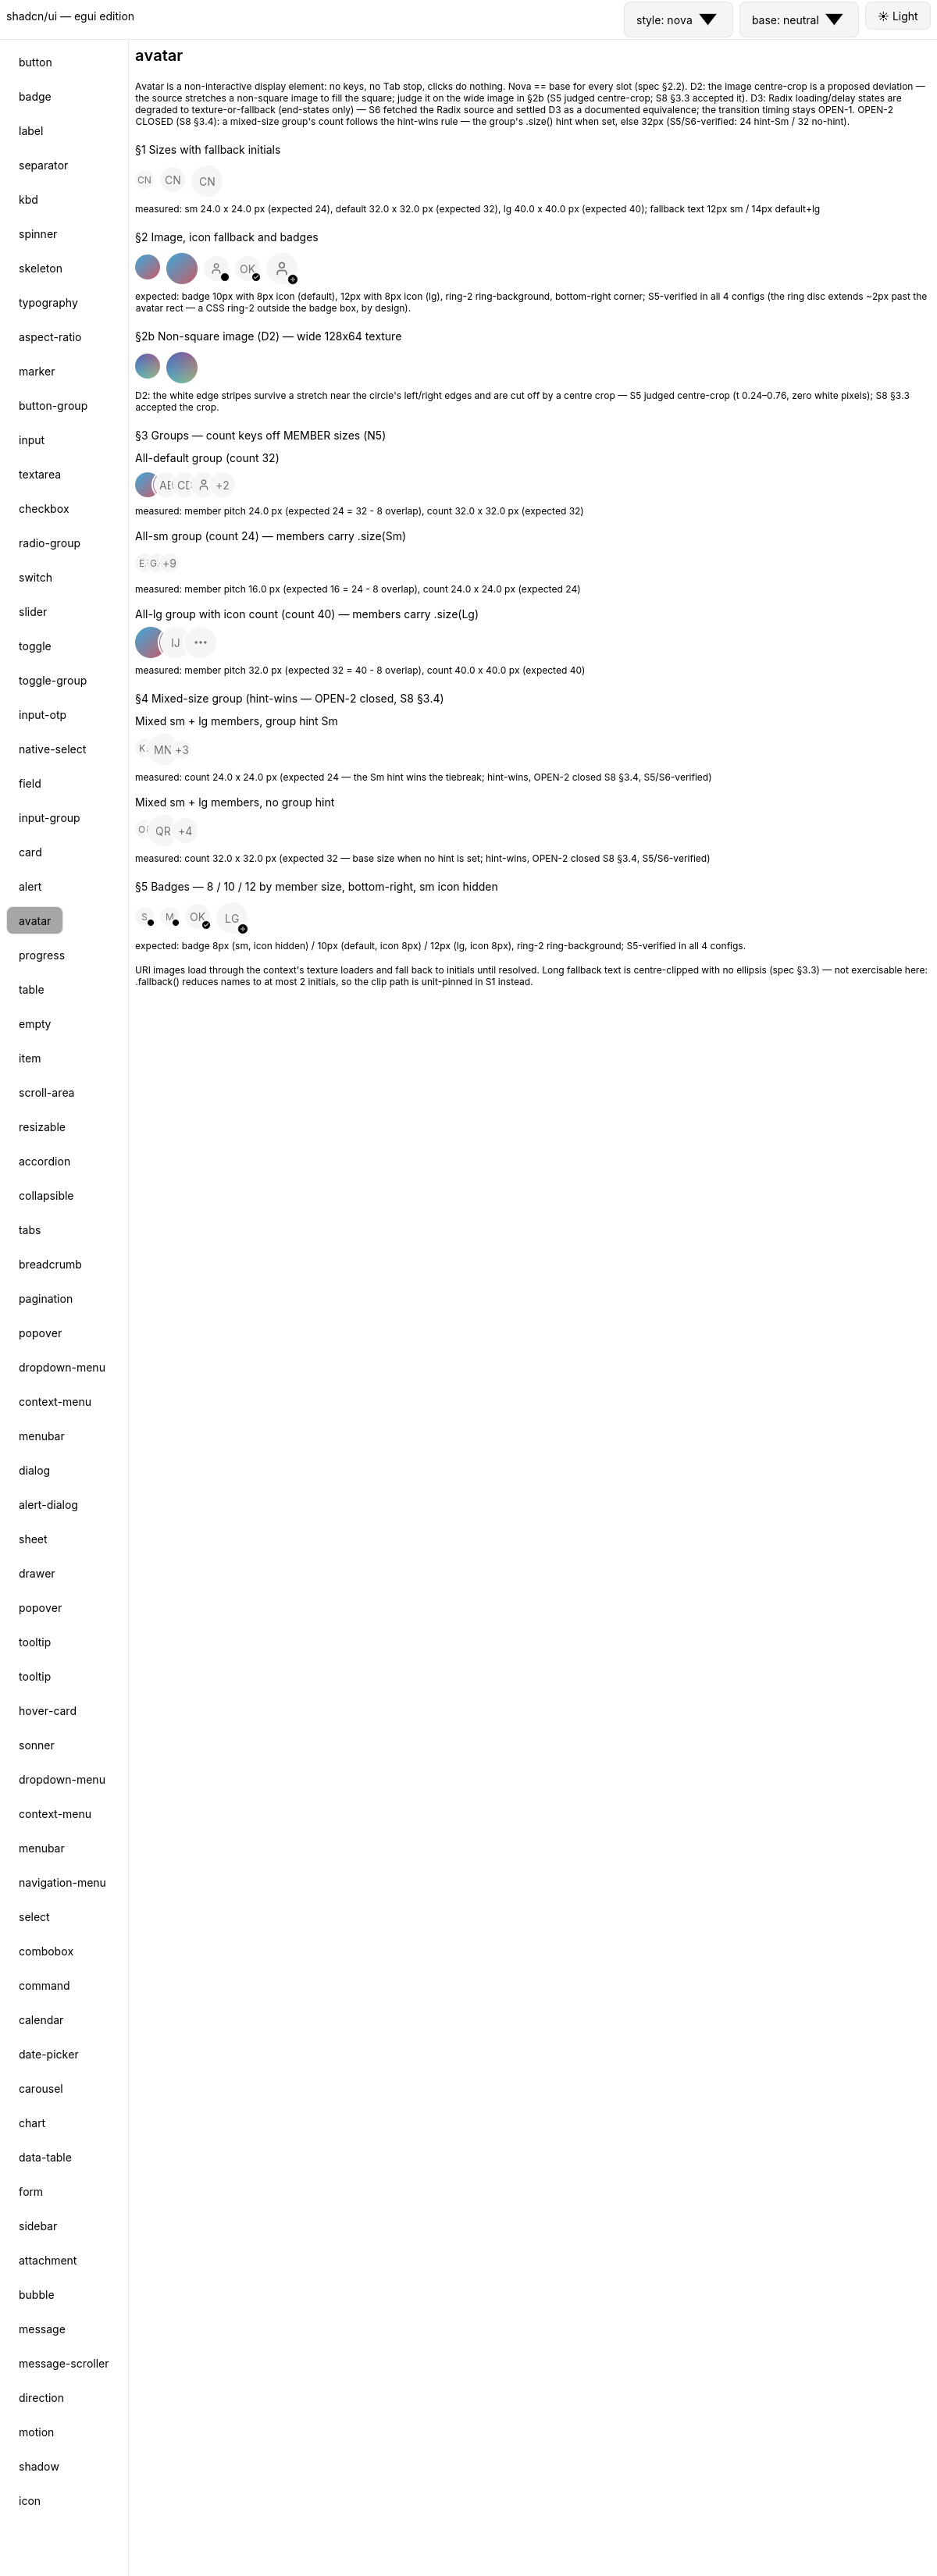 shadcn/ui — egui edition
style: nova
base: neutral
☀ Light
button
badge
label
separator
kbd
spinner
skeleton
typography
aspect-ratio
marker
button-group
input
textarea
checkbox
radio-group
switch
slider
toggle
toggle-group
input-otp
native-select
field
input-group
card
alert
avatar
progress
table
empty
item
scroll-area
resizable
accordion
collapsible
tabs
breadcrumb
pagination
popover
dropdown-menu
context-menu
menubar
dialog
alert-dialog
sheet
drawer
popover
tooltip
tooltip
hover-card
sonner
dropdown-menu
context-menu
menubar
navigation-menu
select
combobox
command
calendar
date-picker
carousel
chart
data-table
form
sidebar
attachment
bubble
message
message-scroller
direction
motion
shadow
icon
avatar
Avatar is a non-interactive display element: no keys, no Tab stop, clicks do nothing. Nova == base for every slot (spec §2.2). D2: the image centre-crop is a proposed deviation —
the source stretches a non-square image to fill the square; judge it on the wide image in §2b (S5 judged centre-crop; S8 §3.3 accepted it). D3: Radix loading/delay states are
degraded to texture-or-fallback (end-states only) — S6 fetched the Radix source and settled D3 as a documented equivalence; the transition timing stays OPEN-1. OPEN-2
CLOSED (S8 §3.4): a mixed-size group's count follows the hint-wins rule — the group's .size() hint when set, else 32px (S5/S6-verified: 24 hint-Sm / 32 no-hint).
§1 Sizes with fallback initials
CN CN CN
measured: sm 24.0 x 24.0 px (expected 24), default 32.0 x 32.0 px (expected 32), lg 40.0 x 40.0 px (expected 40); fallback text 12px sm / 14px default+lg
§2 Image, icon fallback and badges
OK
expected: badge 10px with 8px icon (default), 12px with 8px icon (lg), ring-2 ring-background, bottom-right corner; S5-verified in all 4 configs (the ring disc extends ~2px past the
avatar rect — a CSS ring-2 outside the badge box, by design).
§2b Non-square image (D2) — wide 128x64 texture
D2: the white edge stripes survive a stretch near the circle's left/right edges and are cut off by a centre crop — S5 judged centre-crop (t 0.24–0.76, zero white pixels); S8 §3.3
accepted the crop.
§3 Groups — count keys off MEMBER sizes (N5)
All-default group (count 32)
+2
measured: member pitch 24.0 px (expected 24 = 32 - 8 overlap), count 32.0 x 32.0 px (expected 32)
All-sm group (count 24) — members carry .size(Sm)
+9
measured: member pitch 16.0 px (expected 16 = 24 - 8 overlap), count 24.0 x 24.0 px (expected 24)
All-lg group with icon count (count 40) — members carry .size(Lg)
IJ
measured: member pitch 32.0 px (expected 32 = 40 - 8 overlap), count 40.0 x 40.0 px (expected 40)
§4 Mixed-size group (hint-wins — OPEN-2 closed, S8 §3.4)
Mixed sm + lg members, group hint Sm
K MN +3
measured: count 24.0 x 24.0 px (expected 24 — the Sm hint wins the tiebreak; hint-wins, OPEN-2 closed S8 §3.4, S5/S6-verified)
Mixed sm + lg members, no group hint
O QR +4
measured: count 32.0 x 32.0 px (expected 32 — base size when no hint is set; hint-wins, OPEN-2 closed S8 §3.4, S5/S6-verified)
§5 Badges — 8 / 10 / 12 by member size, bottom-right, sm icon hidden
S M OK LG
expected: badge 8px (sm, icon hidden) / 10px (default, icon 8px) / 12px (lg, icon 8px), ring-2 ring-background; S5-verified in all 4 configs.
URI images load through the context's texture loaders and fall back to initials until resolved. Long fallback text is centre-clipped with no ellipsis (spec §3.3) — not exercisable here:
.fallback() reduces names to at most 2 initials, so the clip path is unit-pinned in S1 instead.